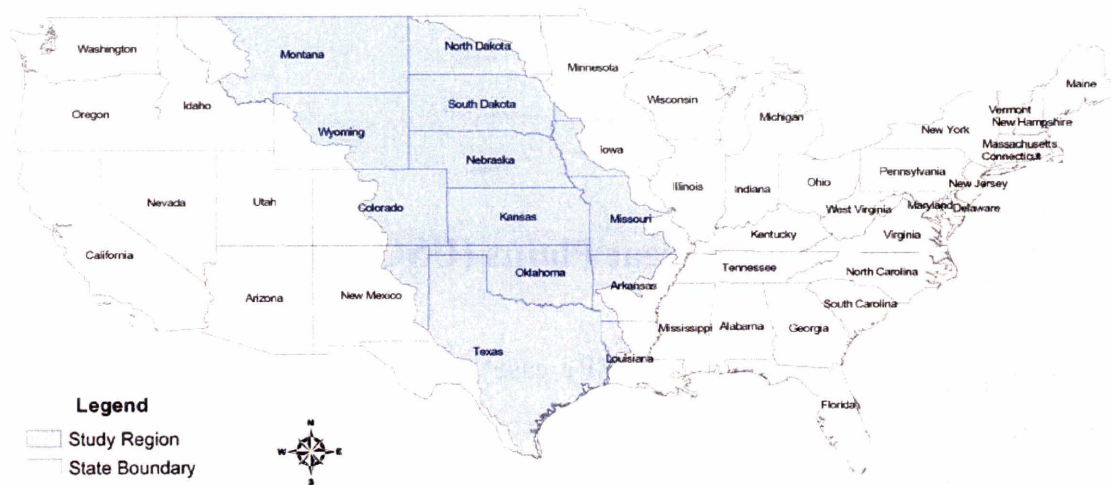 Washington
Montana
North Dakota
Minnesota
Maine
Oregon
Idaho
South Dakota
Wisconsin
Michigan
Vermont
New Hampshire
New York
Massachusetts
Connecticut
Wyoming
Nebraska
Iowa
Pennsylvania
New Jersey
Nevada
Utah
Colorado
Kansas
Missouri
Illinois
Indiana
Ohio
West Virginia
Maryland
Delaware
Virginia
Kentucky
California
Arizona
New Mexico
Oklahoma
Arkansas
Tennessee
North Carolina
South Carolina
Texas
Louisiana
Mississippi
Alabama
Georgia
Florida
Legend
Study Region
State Boundary
N
W
E
S